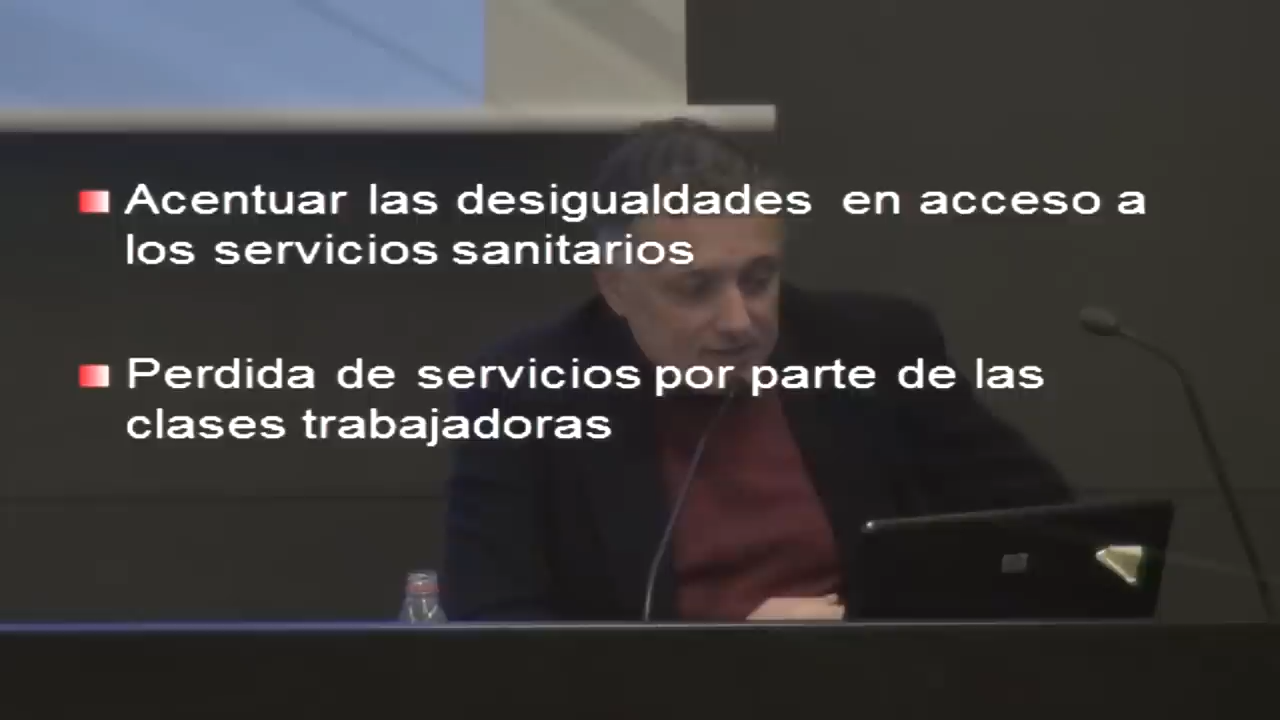 Acentuar las desigualdades en acceso a
los servicios sanitarios
Perdida de servicios por parte de las
clases trabajadoras